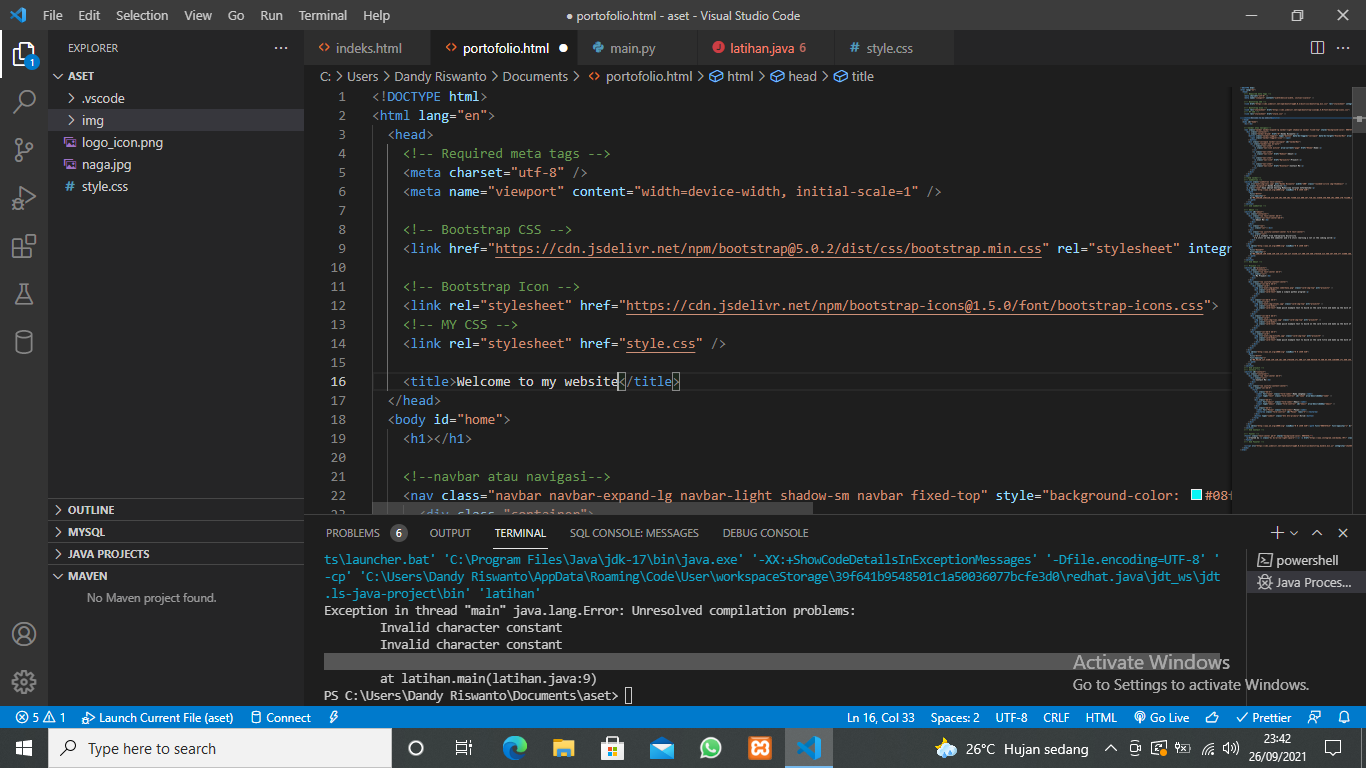 File Edit Selection View Go Run Terminal Help
● portofolio.html - aset - Visual Studio Code
EXPLORER
indeks.html
portofolio.html
main.py
latihan.java 6
style.css
1
ASET
.vscode
img
logo_icon.png
naga.jpg
style.css
OUTLINE
MYSQL
JAVA PROJECTS
MAVEN
No Maven project found.
C: > Users > Dandy Riswanto > Documents > portofolio.html > html > head > title
1 <!DOCTYPE html>
2 <html lang="en">
3 <head>
4 <!-- Required meta tags -->
5 <meta charset="utf-8" />
6 <meta name="viewport" content="width=device-width, initial-scale=1" />
7
8 <!-- Bootstrap CSS -->
9 <link href="https://cdn.jsdelivr.net/npm/bootstrap@5.0.2/dist/css/bootstrap.min.css" rel="stylesheet" integr
10
11 <!-- Bootstrap Icon -->
12 <link rel="stylesheet" href="https://cdn.jsdelivr.net/npm/bootstrap-icons@1.5.0/font/bootstrap-icons.css">
13 <!-- MY CSS -->
14 <link rel="stylesheet" href="style.css" />
15
16 <title>Welcome to my website</title>
17 </head>
18 <body id="home">
19 <h1></h1>
20
21 <!--navbar atau navigasi-->
22 <nav class="navbar navbar-expand-lg navbar-light shadow-sm navbar fixed-top" style="background-color: #08f
23 <div class="container">
PROBLEMS 6 OUTPUT TERMINAL SQL CONSOLE: MESSAGES DEBUG CONSOLE
ts\launcher.bat' 'C:\Program Files\Java\jdk-17\bin\java.exe' '-XX:+ShowCodeDetailsInExceptionMessages' '-Dfile.encoding=UTF-8' '
-cp' 'C:\Users\Dandy Riswanto\AppData\Roaming\Code\User\workspaceStorage\39f641b9548501c1a50036077bcfe3d0\redhat.java\jdt_ws\jdt
.ls-java-project\bin' 'latihan'
Exception in thread "main" java.lang.Error: Unresolved compilation problems:
Invalid character constant
Invalid character constant
at latihan.main(latihan.java:9)
PS C:\Users\Dandy Riswanto\Documents\aset>
powershell
Java Proces...
Activate Windows
Go to Settings to activate Windows.
5 1 Launch Current File (aset) Connect
Ln 16, Col 33 Spaces: 2 UTF-8 CRLF HTML Go Live Prettier
Type here to search
26°C Hujan sedang
23:42
26/09/2021